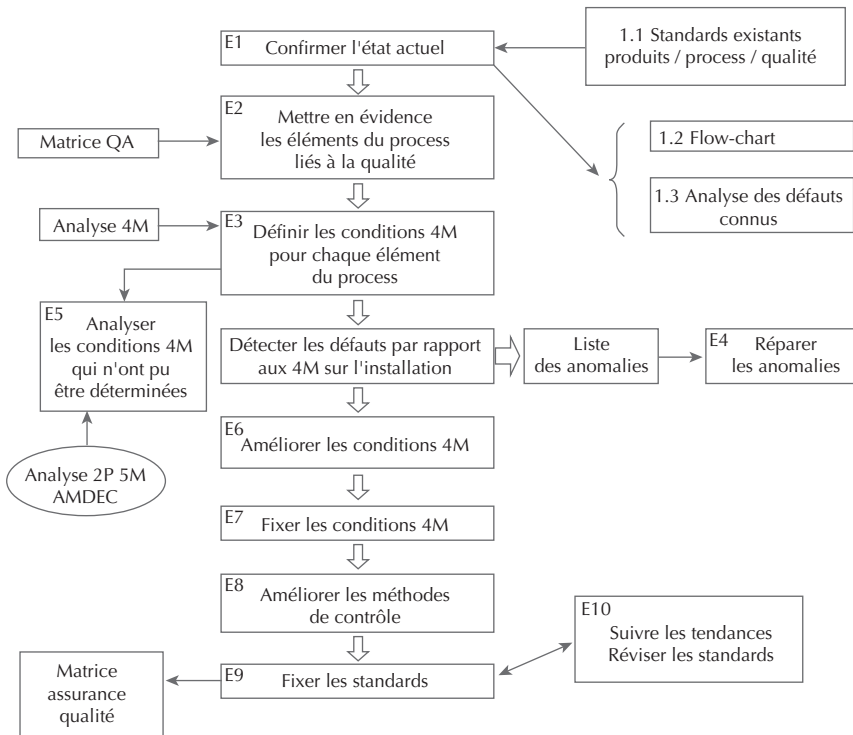 E1
Confirmer l'état actuel
1.1 Standards existants
produits / process / qualité
E2
Mettre en évidence
les éléments du process
liés à la qualité
Matrice QA
1.2 Flow-chart
1.3 Analyse des défauts
connus
Analyse 4M
E3
Définir les conditions 4M
pour chaque élément
du process
E5
Analyser
les conditions 4M
qui n'ont pu
être déterminées
Détecter les défauts par rapport
aux 4M sur l'installation
Liste
des anomalies
E4
Réparer
les anomalies
E6
Améliorer les conditions 4M
Analyse 2P 5M
AMDEC
E7
Fixer les conditions 4M
E8
Améliorer les méthodes
de contrôle
E10
Suivre les tendances
Réviser les standards
E9
Fixer les standards
Matrice
assurance
qualité